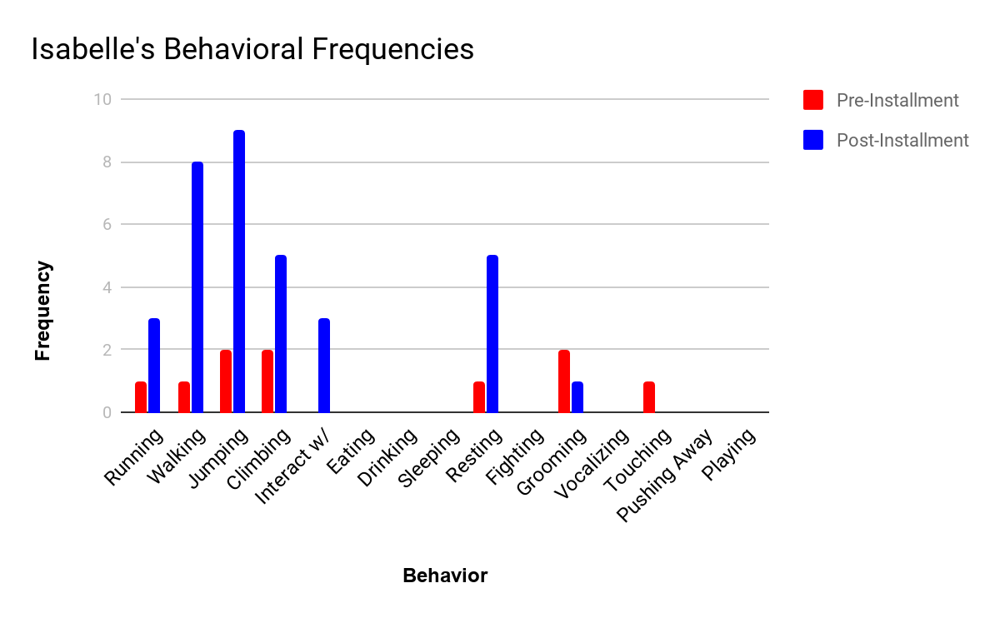 Isabelle's Behavioral Frequencies
Pre-Installment
Post-Installment
Frequency
10
8
6
4
2
0
Running
Walking
Jumping
Climbing
Interact w/
Eating
Drinking
Sleeping
Resting
Fighting
Grooming
Vocalizing
Touching
Pushing Away
Playing
Behavior